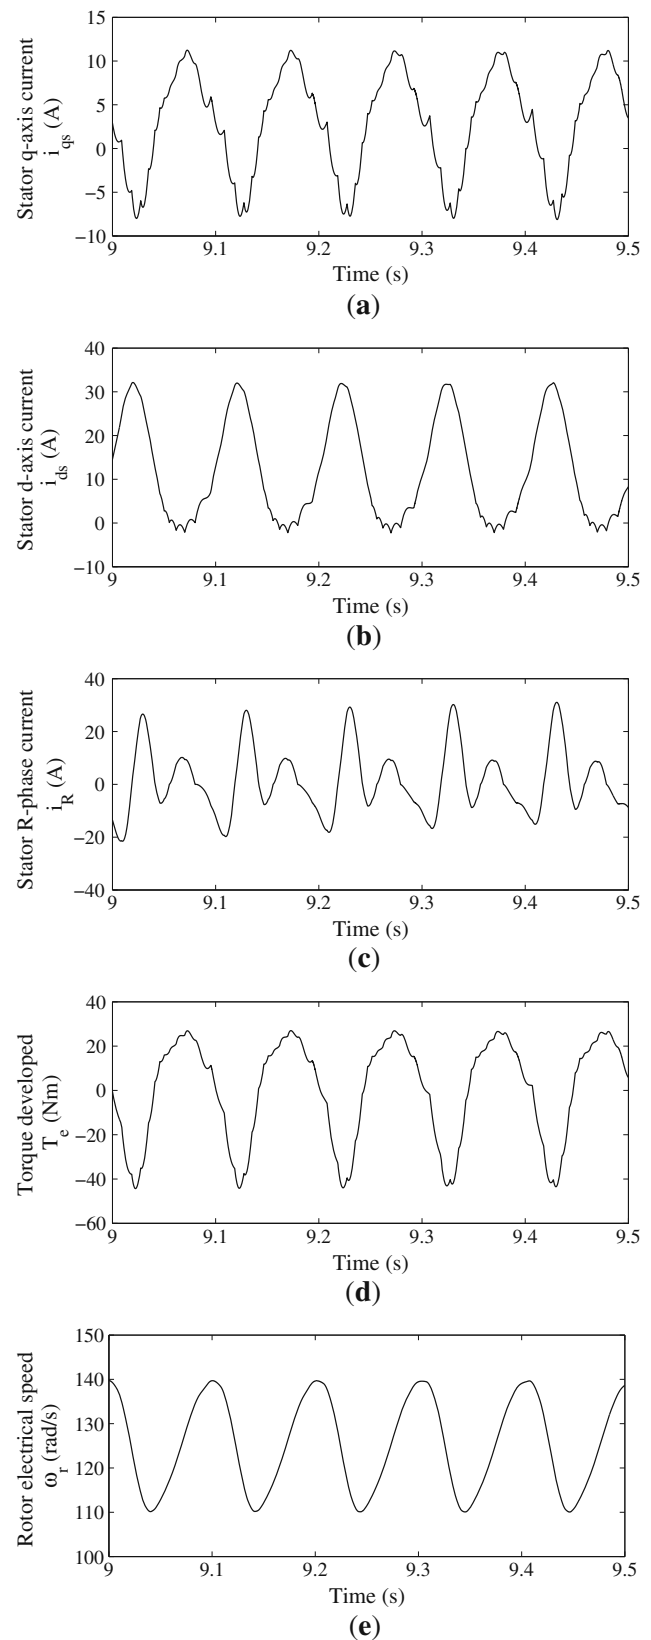 15
10
5
0
−5
−10
Stator q-axis current
i_qs (A)
9 9.1 9.2 9.3 9.4 9.5
Time (s)
(a)
40
30
20
10
0
−10
Stator d-axis current
i_ds (A)
9 9.1 9.2 9.3 9.4 9.5
Time (s)
(b)
40
20
0
−20
−40
Stator R-phase current
i_R (A)
9 9.1 9.2 9.3 9.4 9.5
Time (s)
(c)
40
20
0
−20
−40
−60
Torque developed
T_e (Nm)
9 9.1 9.2 9.3 9.4 9.5
Time (s)
(d)
150
140
130
120
110
100
Rotor electrical speed
ω_r (rad/s)
9 9.1 9.2 9.3 9.4 9.5
Time (s)
(e)